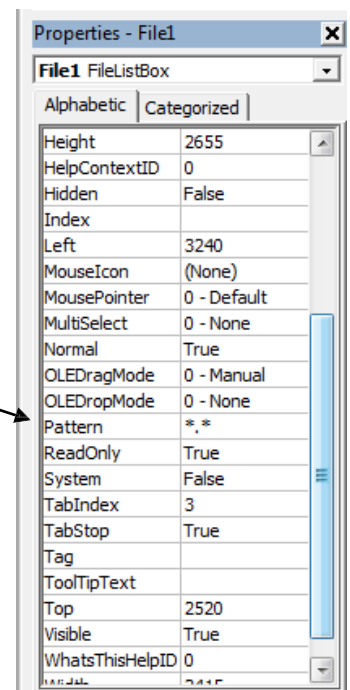 Properties - File1
File1 FileListBox
Alphabetic Categorized
Height 2655
HelpContextID 0
Hidden False
Index
Left 3240
MouseIcon (None)
MousePointer 0 - Default
MultiSelect 0 - None
Normal True
OLEDragMode 0 - Manual
OLEDropMode 0 - None
Pattern *.*
ReadOnly True
System False
TabIndex 3
TabStop True
Tag
ToolTipText
Top 2520
Visible True
WhatsThisHelpID 0